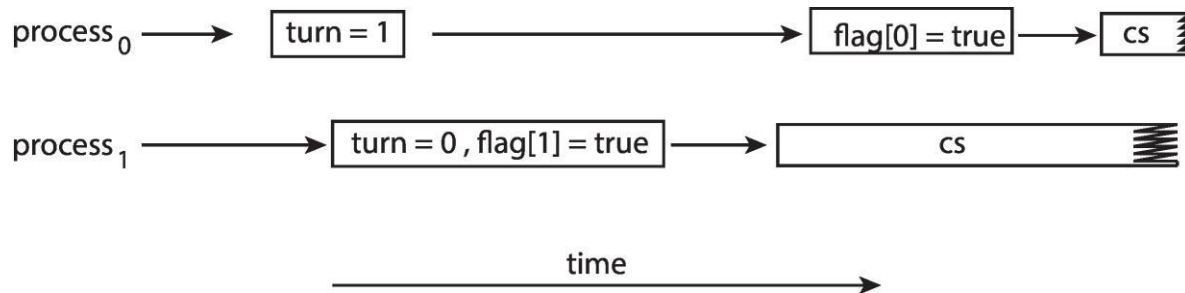 process₀ turn = 1 flag[0] = true cs
process₁ turn = 0 , flag[1] = true cs
time